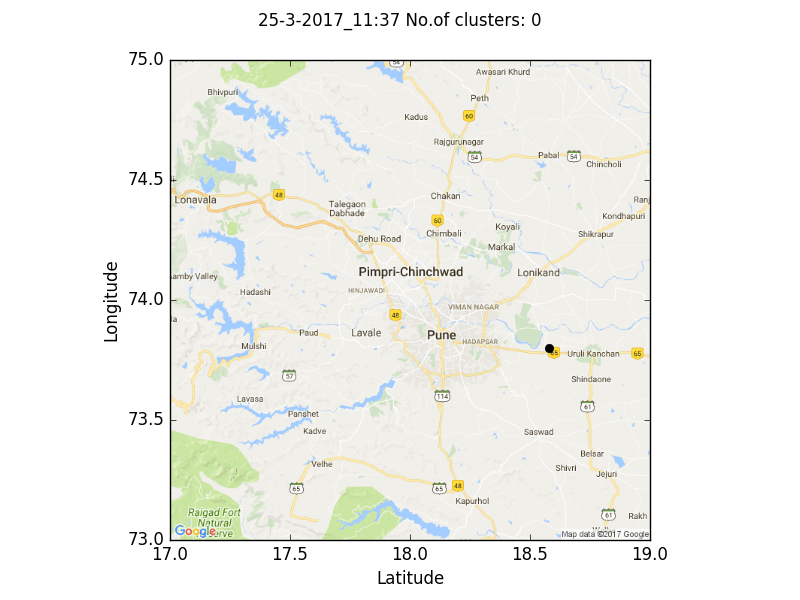 25-3-2017_11:37 No.of clusters: 0
75.0
74.5
74.0
73.5
73.0
Longitude
17.0 17.5 18.0 18.5 19.0
Latitude
54
Awasari Khurd
Bhivpuri
Peth
Kadus
60
Rajgurunagar
54
Pabal
54
Chincholi
48
Lonavala
Talegaon
Dabhade
Chakan
60
Kondhapuri
Chimbali
Koyali
Shikrapur
Dehu Road
Markal
Pimpri-Chinchwad
Lonikand
amby Valley
HINJAWADI
Hadashi
VIMAN NAGAR
48
Paud
Lavale
Pune
HADAPSAR
Mulshi
65
Uruli Kanchan
65
57
Shindaone
Lavasa
114
61
Panshet
Kadve
Saswad
Belsar
Velhe
Shivri
Jejuri
65
65
48
Kapurhol
Raigad Fort
Natural
Reserve
61
Rakh
Google
Map data ©2017 Google